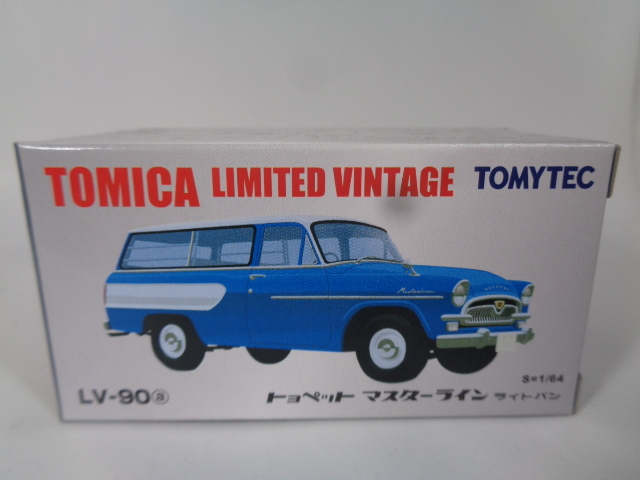 TOMICA LIMITED VINTAGE TOMYTEC
S=1/64
LV-90ⓐ トヨペット マスターライン ライトバン